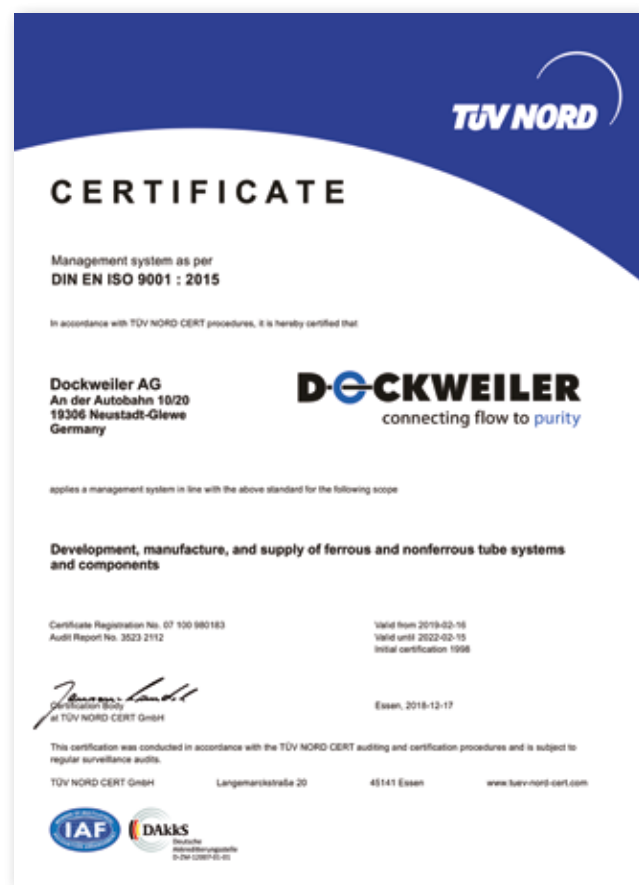 TÜV NORD
CERTIFICATE
Management system as per
DIN EN ISO 9001 : 2015
In accordance with TÜV NORD CERT procedures, it is hereby certified that
Dockweiler AG
An der Autobahn 10/20
19306 Neustadt-Glewe
Germany
DOCKWEILER
connecting flow to purity
applies a management system in line with the above standard for the following scope
Development, manufacture, and supply of ferrous and nonferrous tube systems
and components
Certificate Registration No. 07 100 980183
Audit Report No. 3523 2112
Valid from 2019-02-16
Valid until 2022-02-15
Initial certification 1998
Certification Body
at TÜV NORD CERT GmbH
Essen, 2018-12-17
This certification was conducted in accordance with the TÜV NORD CERT auditing and certification procedures and is subject to
regular surveillance audits.
TÜV NORD CERT GmbH Langemarckstraße 20 45141 Essen www.tuev-nord-cert.com
IAF
DAkkS
Deutsche
Akkreditierungsstelle
D-ZM-12007-01-01